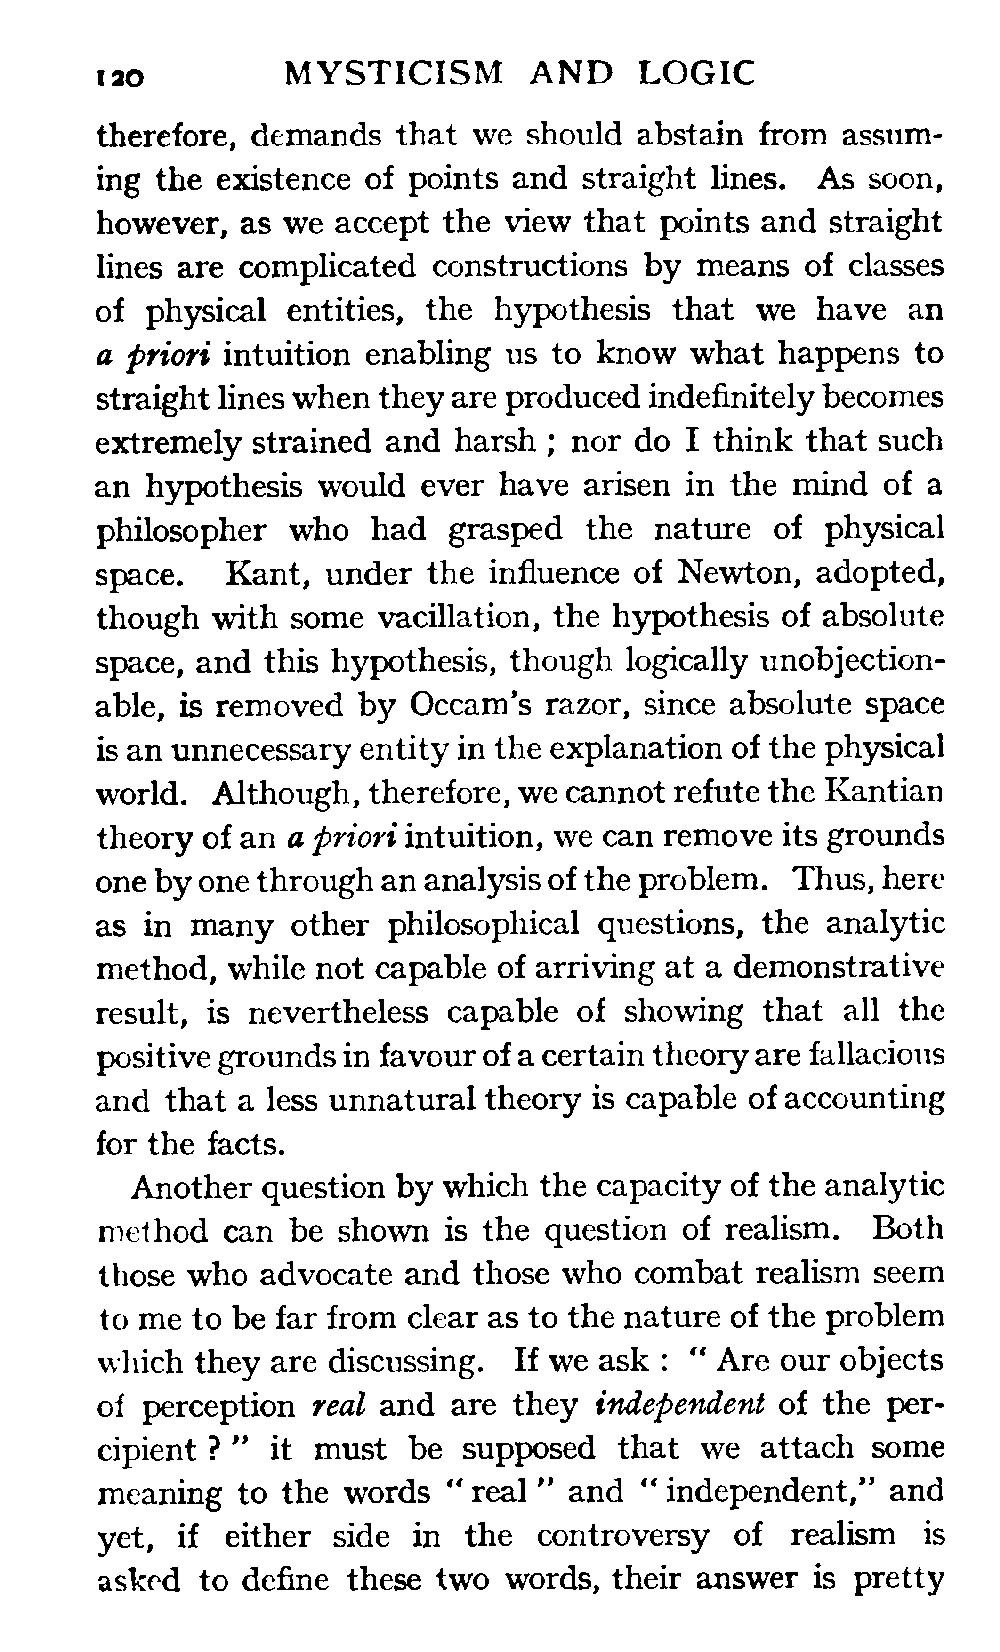 120 MYSTICISM AND LOGIC
therefore, demands that we should abstain from assum-
ing the existence of points and straight lines. As soon,
however, as we accept the view that points and straight
lines are complicated constructions by means of classes
of physical entities, the hypothesis that we have an
a priori intuition enabling us to know what happens to
straight lines when they are produced indefinitely becomes
extremely strained and harsh ; nor do I think that such
an hypothesis would ever have arisen in the mind of a
philosopher who had grasped the nature of physical
space. Kant, under the influence of Newton, adopted,
though with some vacillation, the hypothesis of absolute
space, and this hypothesis, though logically unobjection-
able, is removed by Occam's razor, since absolute space
is an unnecessary entity in the explanation of the physical
world. Although, therefore, we cannot refute the Kantian
theory of an a priori intuition, we can remove its grounds
one by one through an analysis of the problem. Thus, here
as in many other philosophical questions, the analytic
method, while not capable of arriving at a demonstrative
result, is nevertheless capable of showing that all the
positive grounds in favour of a certain theory are fallacious
and that a less unnatural theory is capable of accounting
for the facts.
Another question by which the capacity of the analytic
method can be shown is the question of realism. Both
those who advocate and those who combat realism seem
to me to be far from clear as to the nature of the problem
which they are discussing. If we ask : " Are our objects
of perception real and are they independent of the per-
cipient ? " it must be supposed that we attach some
meaning to the words " real " and " independent," and
yet, if either side in the controversy of realism is
asked to define these two words, their answer is pretty